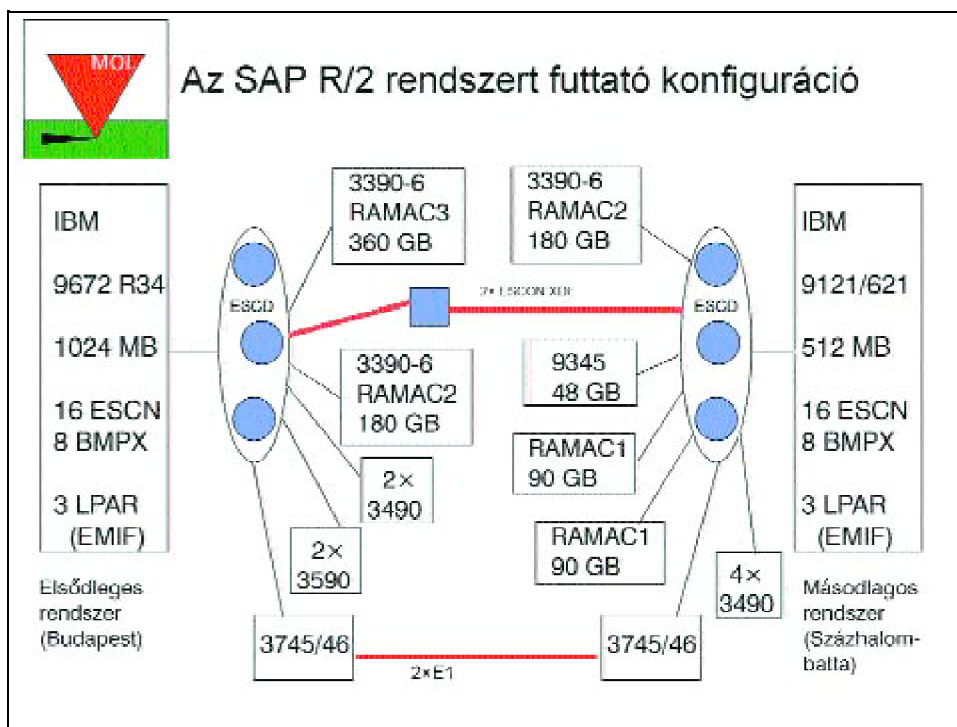 MOL
Az SAP R/2 rendszert futtató konfiguráció
IBM
9672 R34
1024 MB
16 ESCN
8 BMPX
3 LPAR
(EMIF)
Elsődleges
rendszer
(Budapest)
ESCD
3390-6
RAMAC3
360 GB
3390-6
RAMAC2
180 GB
2×
3490
2×
3590
3745/46
2× ESCON XDF
2×E1
3390-6
RAMAC2
180 GB
ESCD
9345
48 GB
RAMAC1
90 GB
RAMAC1
90 GB
4×
3490
3745/46
IBM
9121/621
512 MB
16 ESCN
8 BMPX
3 LPAR
(EMIF)
Másodlagos
rendszer
(Százhalom-
batta)